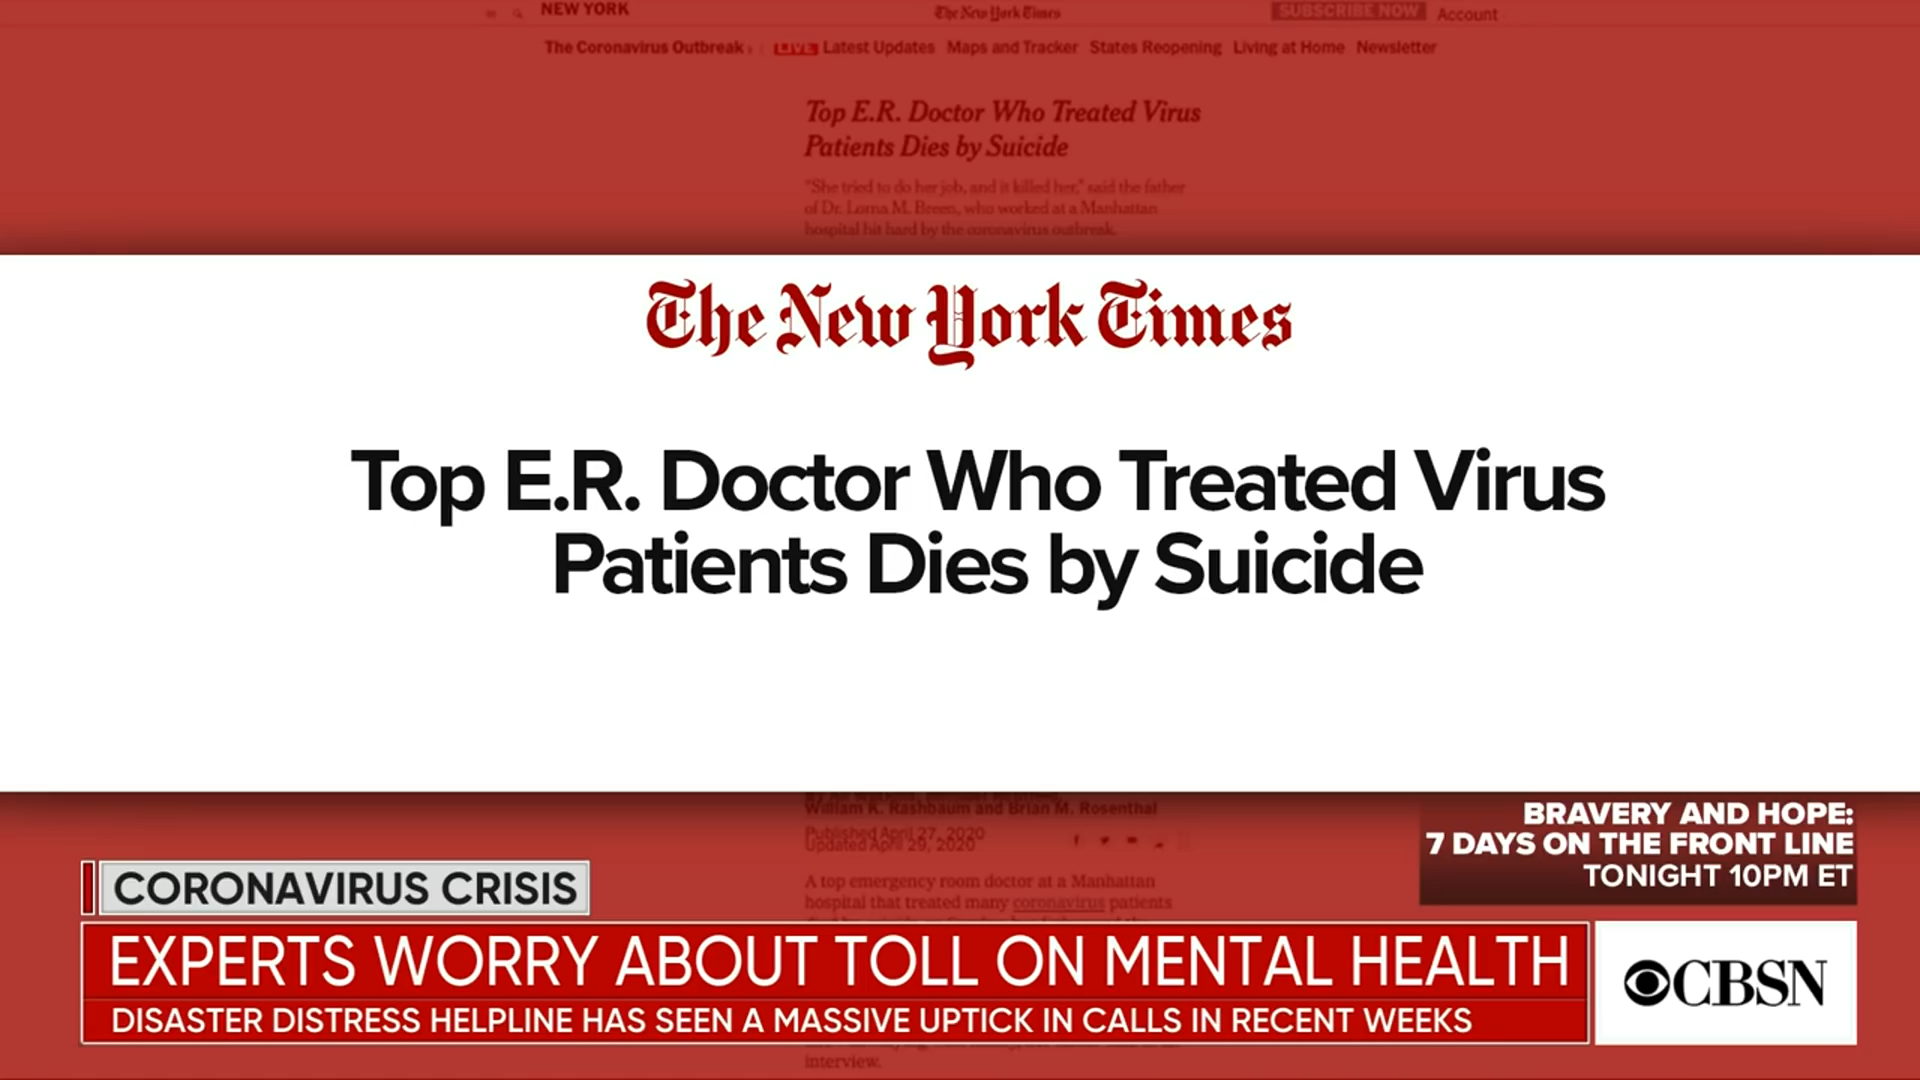 NEW YORK
The New York Times
SUBSCRIBE NOW
Account
The Coronavirus Outbreak
LIVE Latest Updates Maps and Tracker States Reopening Living at Home Newsletter
Top E.R. Doctor Who Treated Virus
Patients Dies by Suicide
"She tried to do her job, and it killed her," said the father
of Dr. Lorna M. Breen, who worked at a Manhattan
hospital hit hard by the coronavirus outbreak.
The New York Times
Top E.R. Doctor Who Treated Virus
Patients Dies by Suicide
William K. Rashbaum and Brian M. Rosenthal
Published April 27, 2020
Updated April 29, 2020
A top emergency room doctor at a Manhattan
hospital that treated many coronavirus patients
interview.
BRAVERY AND HOPE:
7 DAYS ON THE FRONT LINE
TONIGHT 10PM ET
CORONAVIRUS CRISIS
EXPERTS WORRY ABOUT TOLL ON MENTAL HEALTH
DISASTER DISTRESS HELPLINE HAS SEEN A MASSIVE UPTICK IN CALLS IN RECENT WEEKS
CBSN